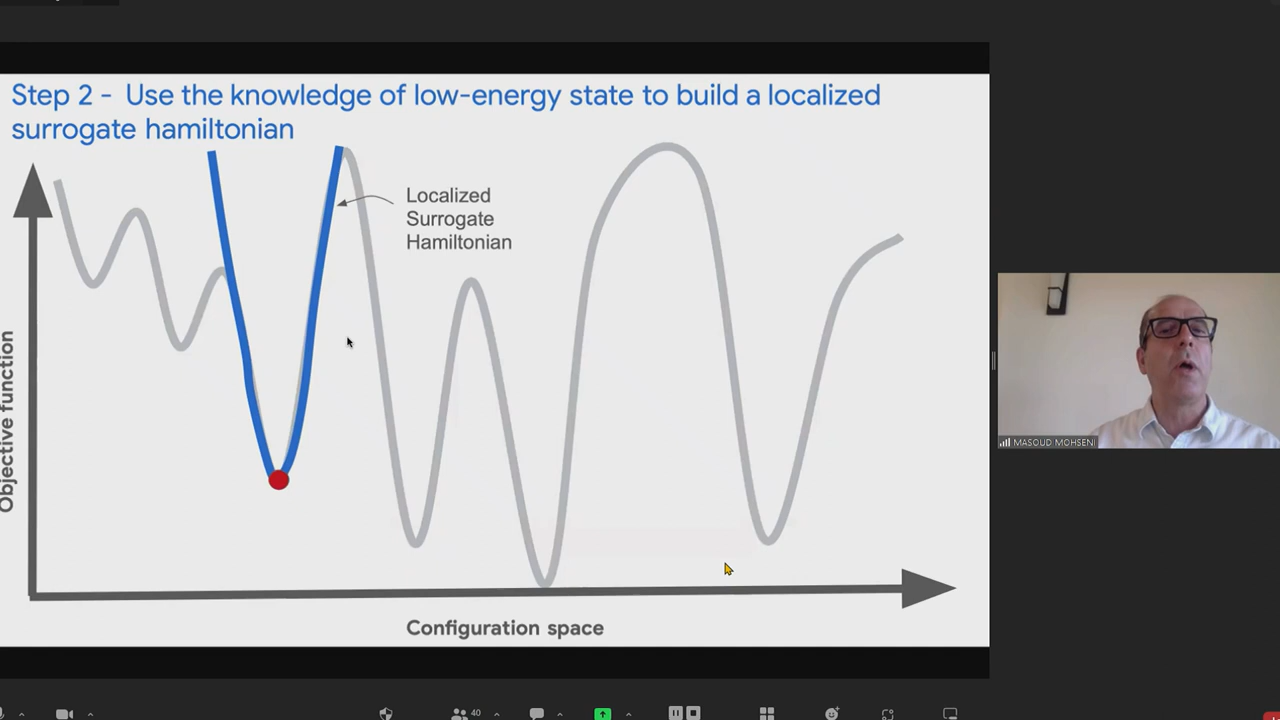 Step 2 - Use the knowledge of low-energy state to build a localized
surrogate hamiltonian
Localized
Surrogate
Hamiltonian
Objective function
Configuration space
MASOUD MOHSENI
40